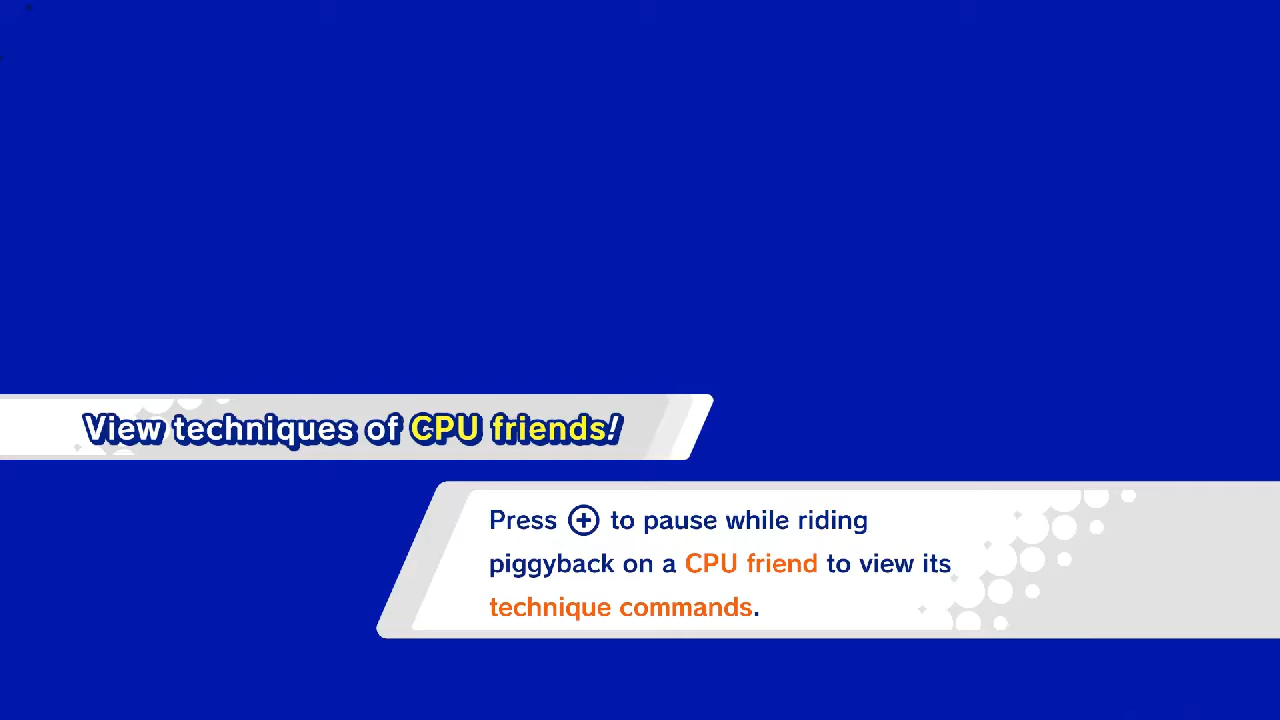 View techniques of CPU friends!
Press ⊕ to pause while riding
piggyback on a CPU friend to view its
technique commands.